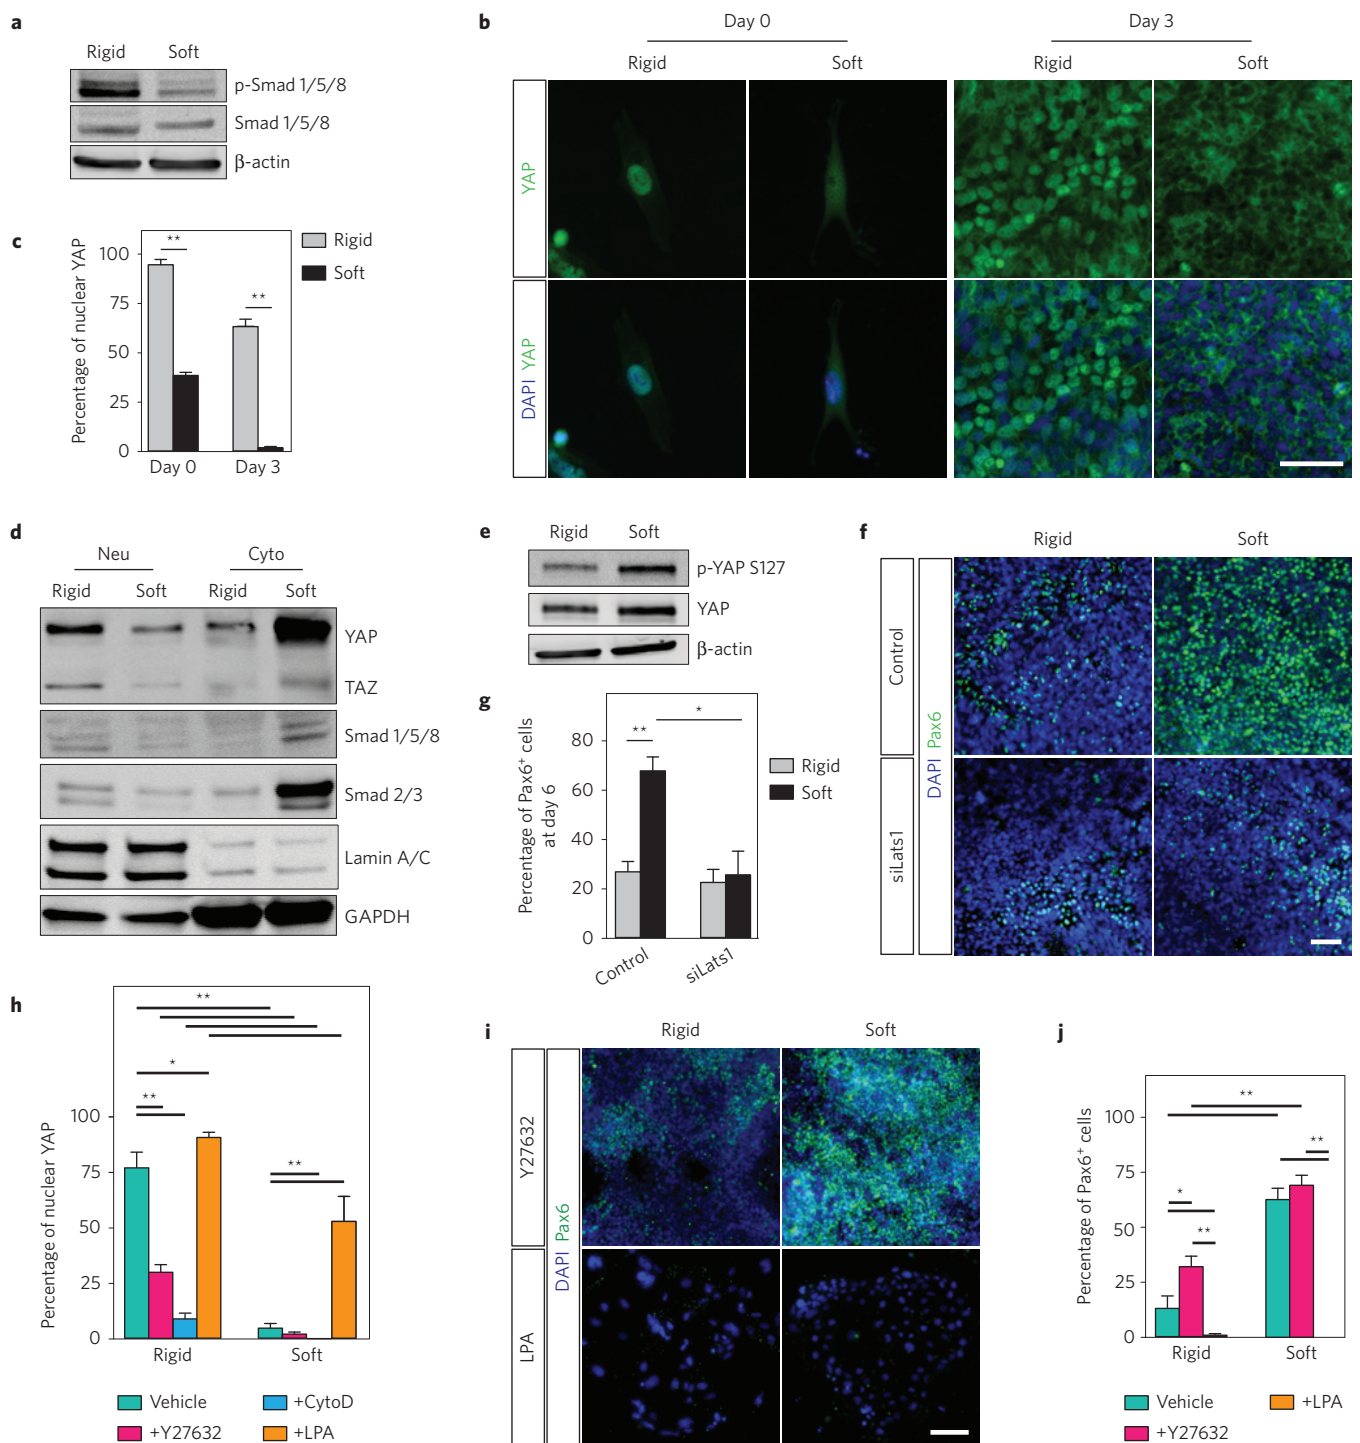 a
Rigid Soft
p-Smad 1/5/8
Smad 1/5/8
β-actin
b
Day 0 Day 3
Rigid Soft Rigid Soft
YAP
DAPI YAP
c
Percentage of nuclear YAP
100
75
50
25
0
** **
Day 0 Day 3
Rigid
Soft
d
Neu Cyto
Rigid Soft Rigid Soft
YAP
TAZ
Smad 1/5/8
Smad 2/3
Lamin A/C
GAPDH
e
Rigid Soft
p-YAP S127
YAP
β-actin
f
Rigid Soft
Control
siLats1
DAPI Pax6
g
Percentage of Pax6+ cells
at day 6
80
60
40
20
0
** *
Control siLats1
Rigid
Soft
h
Percentage of nuclear YAP
100
75
50
25
0
**
*
**
**
Rigid Soft
Vehicle +CytoD
+Y27632 +LPA
i
Rigid Soft
Y27632
LPA
DAPI Pax6
j
Percentage of Pax6+ cells
100
75
50
25
0
**
**
*
**
Rigid Soft
Vehicle +LPA
+Y27632